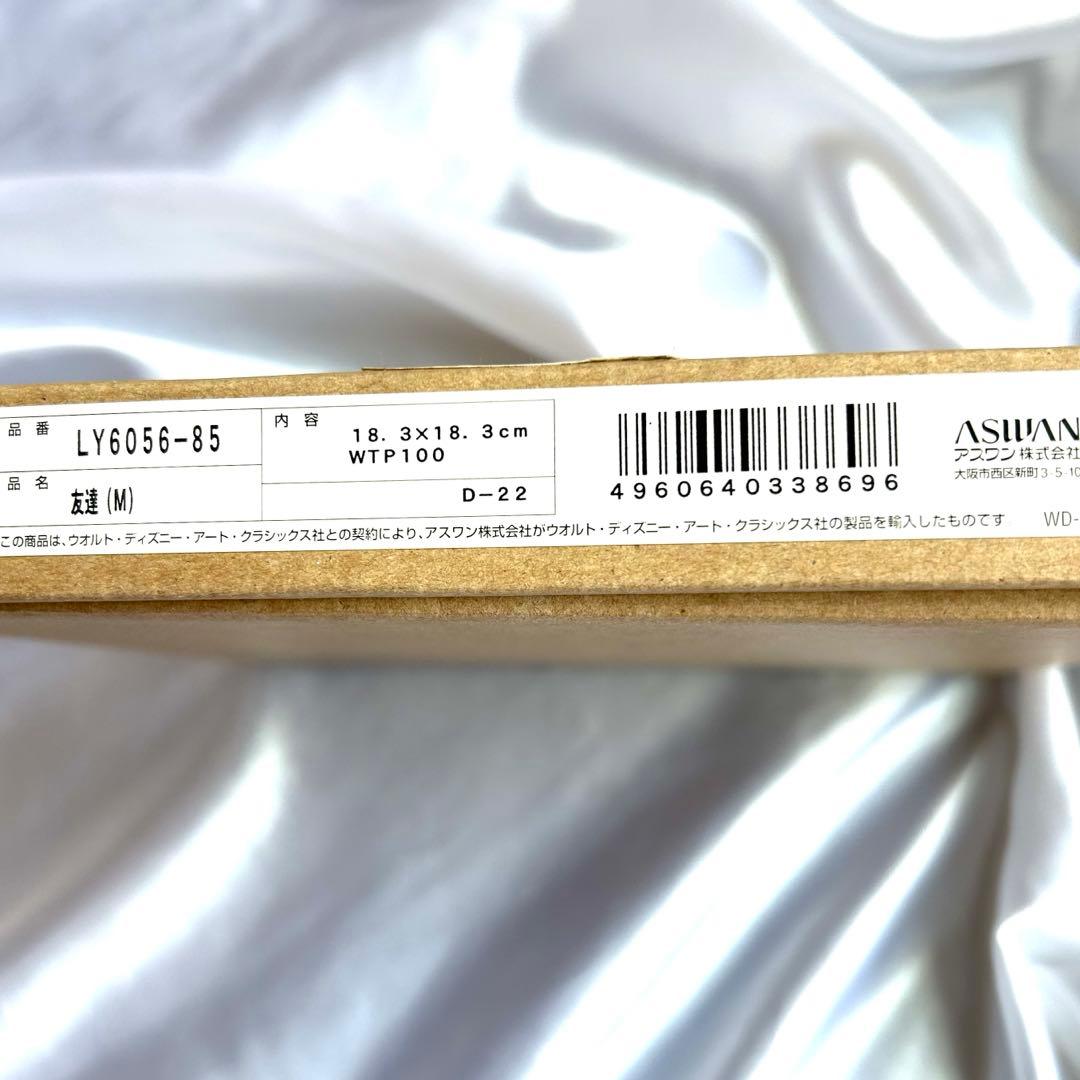 品 番 LY6056-85
品 名 友達 (M)
内 容 18. 3×18. 3cm
WTP100
D-22
4960640338696
ASWAN
アスワン 株式会社
大阪市西区新町3-5-10
この商品は、ウオルト・ディズニー・アート・クラシックス社との契約により、アスワン株式会社がウオルト・ディズニー・アート・クラシックス社の製品を輸入したものです。 WD-